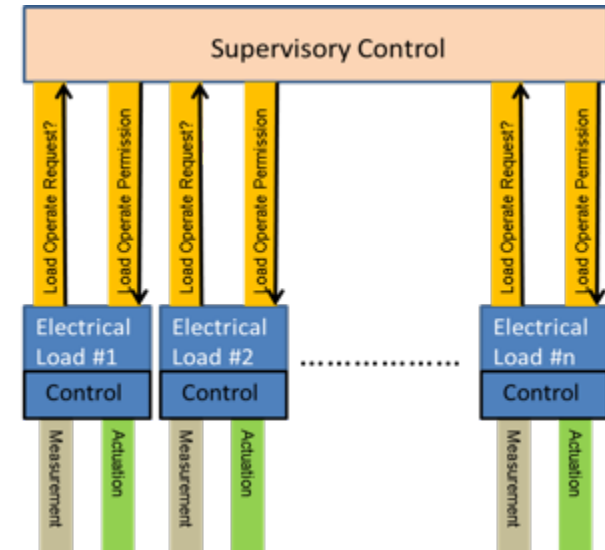 Supervisory Control
Load Operate Request?
Load Operate Permission
Load Operate Request?
Load Operate Permission
Load Operate Request?
Load Operate Permission
Electrical
Load #1
Control
Electrical
Load #2
Control
………………
Electrical
Load #n
Control
Measurement
Actuation
Measurement
Actuation
Measurement
Actuation